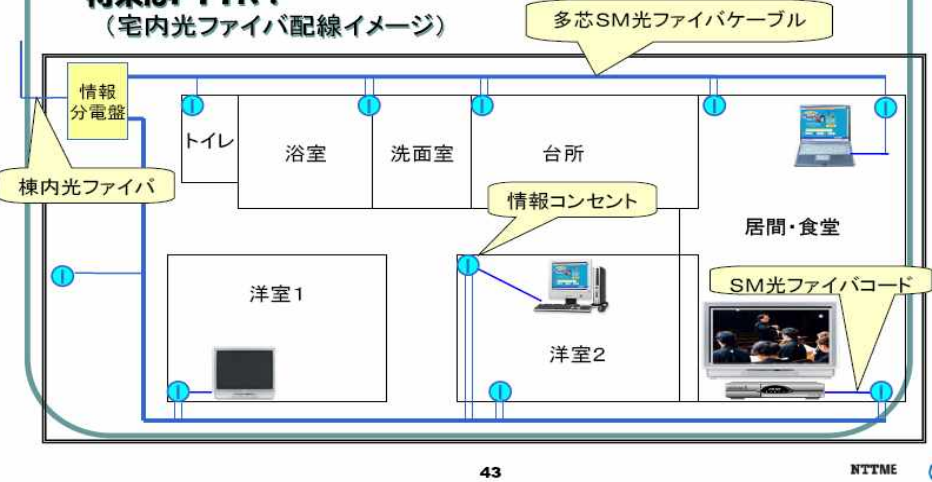 (宅内光ファイバ配線イメージ)
多芯SM光ファイバケーブル
情報
分電盤
トイレ
浴室
洗面室
台所
棟内光ファイバ
情報コンセント
居間・食堂
洋室1
SM光ファイバコード
洋室2
43
NTTME